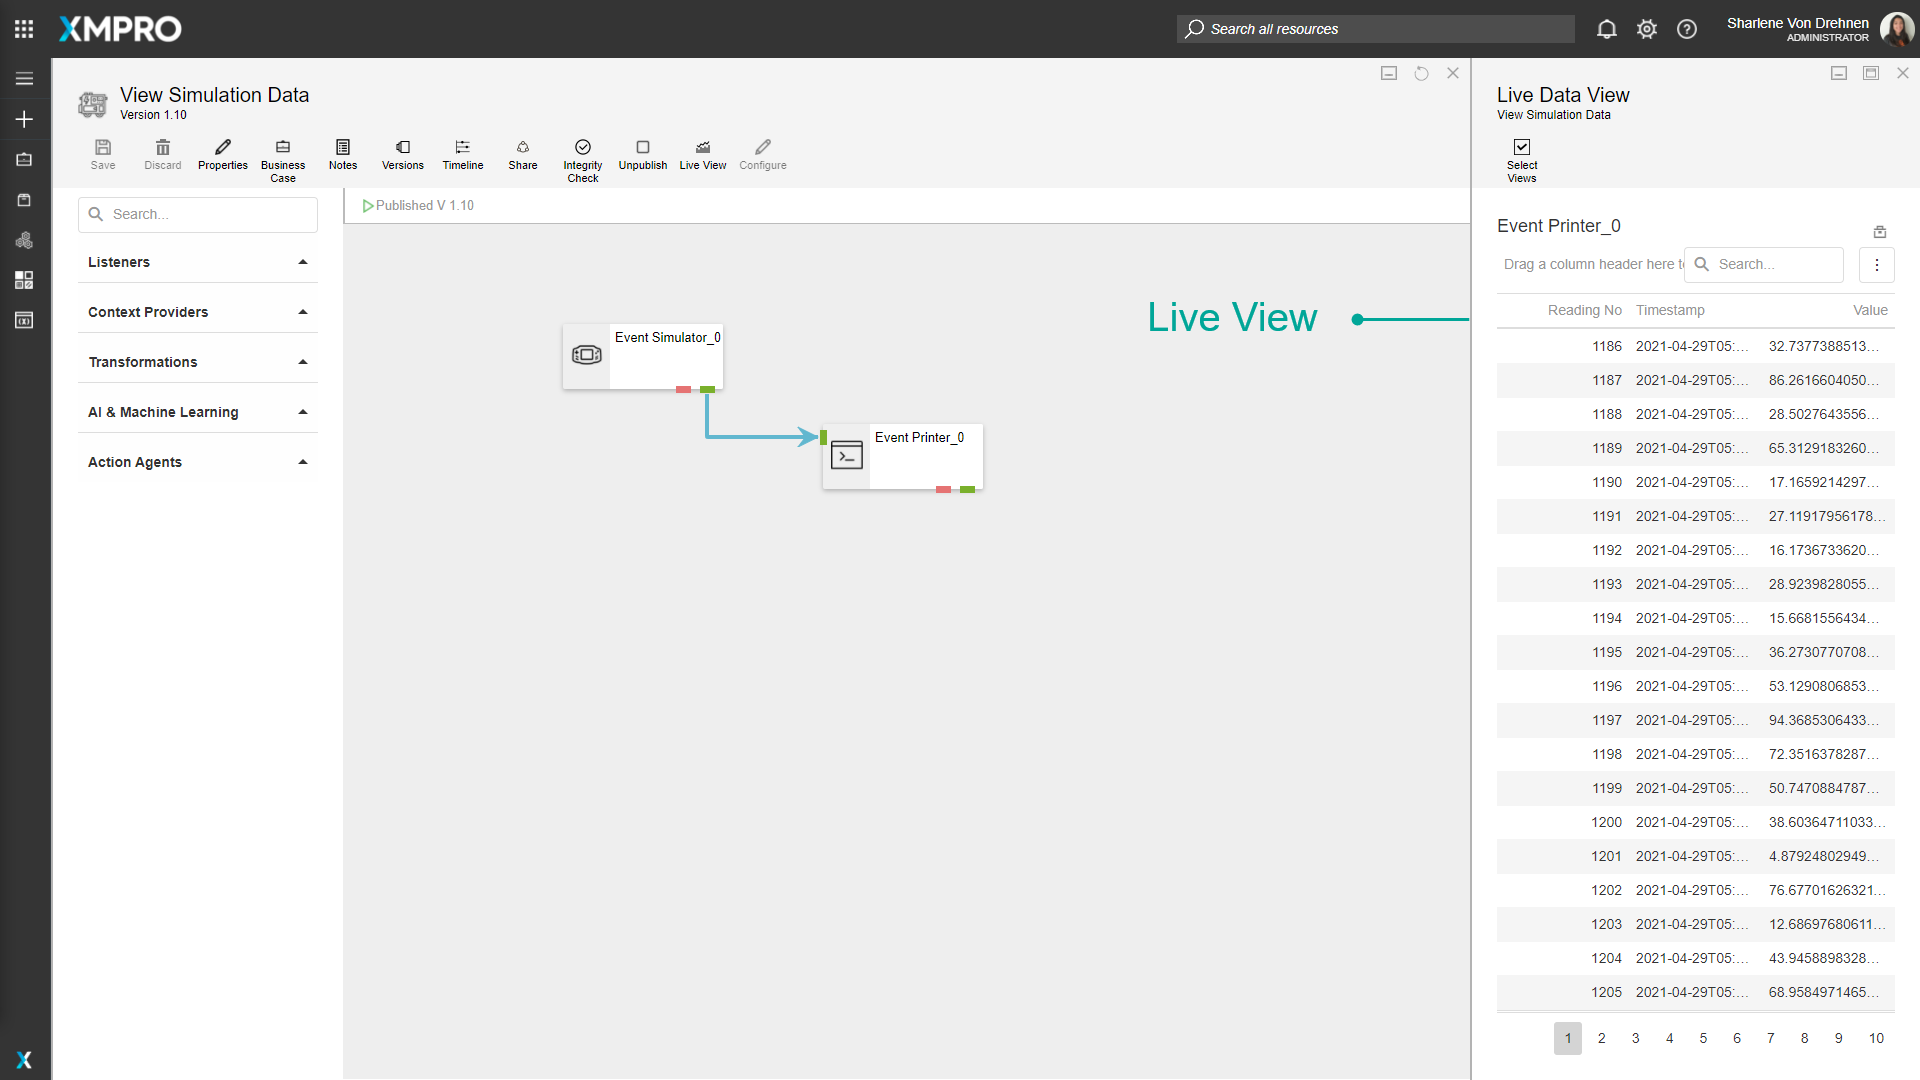 XMPRO
Search all resources
Sharlene Von Drehnen
ADMINISTRATOR
View Simulation Data
Version 1.10
Save
Discard
Properties
Business
Case
Notes
Versions
Timeline
Share
Integrity
Check
Unpublish
Live View
Configure
Search...
Listeners
Context Providers
Transformations
AI & Machine Learning
Action Agents
Published V 1.10
Event Simulator_0
Event Printer_0
Live View
Live Data View
View Simulation Data
Select
Views
Event Printer_0
Drag a column header here t
Search...
Reading No Timestamp Value
1186 2021-04-29T05:... 32.7377388513...
1187 2021-04-29T05:... 86.2616604050...
1188 2021-04-29T05:... 28.5027643556...
1189 2021-04-29T05:... 65.3129183260...
1190 2021-04-29T05:... 17.1659214297...
1191 2021-04-29T05:... 27.11917956178...
1192 2021-04-29T05:... 16.1736733620...
1193 2021-04-29T05:... 28.9239828055...
1194 2021-04-29T05:... 15.6681556434...
1195 2021-04-29T05:... 36.2730770708...
1196 2021-04-29T05:... 53.1290806853...
1197 2021-04-29T05:... 94.3685306433...
1198 2021-04-29T05:... 72.3516378287...
1199 2021-04-29T05:... 50.7470884787...
1200 2021-04-29T05:... 38.60364711033...
1201 2021-04-29T05:... 4.87924802949...
1202 2021-04-29T05:... 76.67701626321...
1203 2021-04-29T05:... 12.68697680611...
1204 2021-04-29T05:... 43.9458898328...
1205 2021-04-29T05:... 68.9584971465...
1 2 3 4 5 6 7 8 9 10